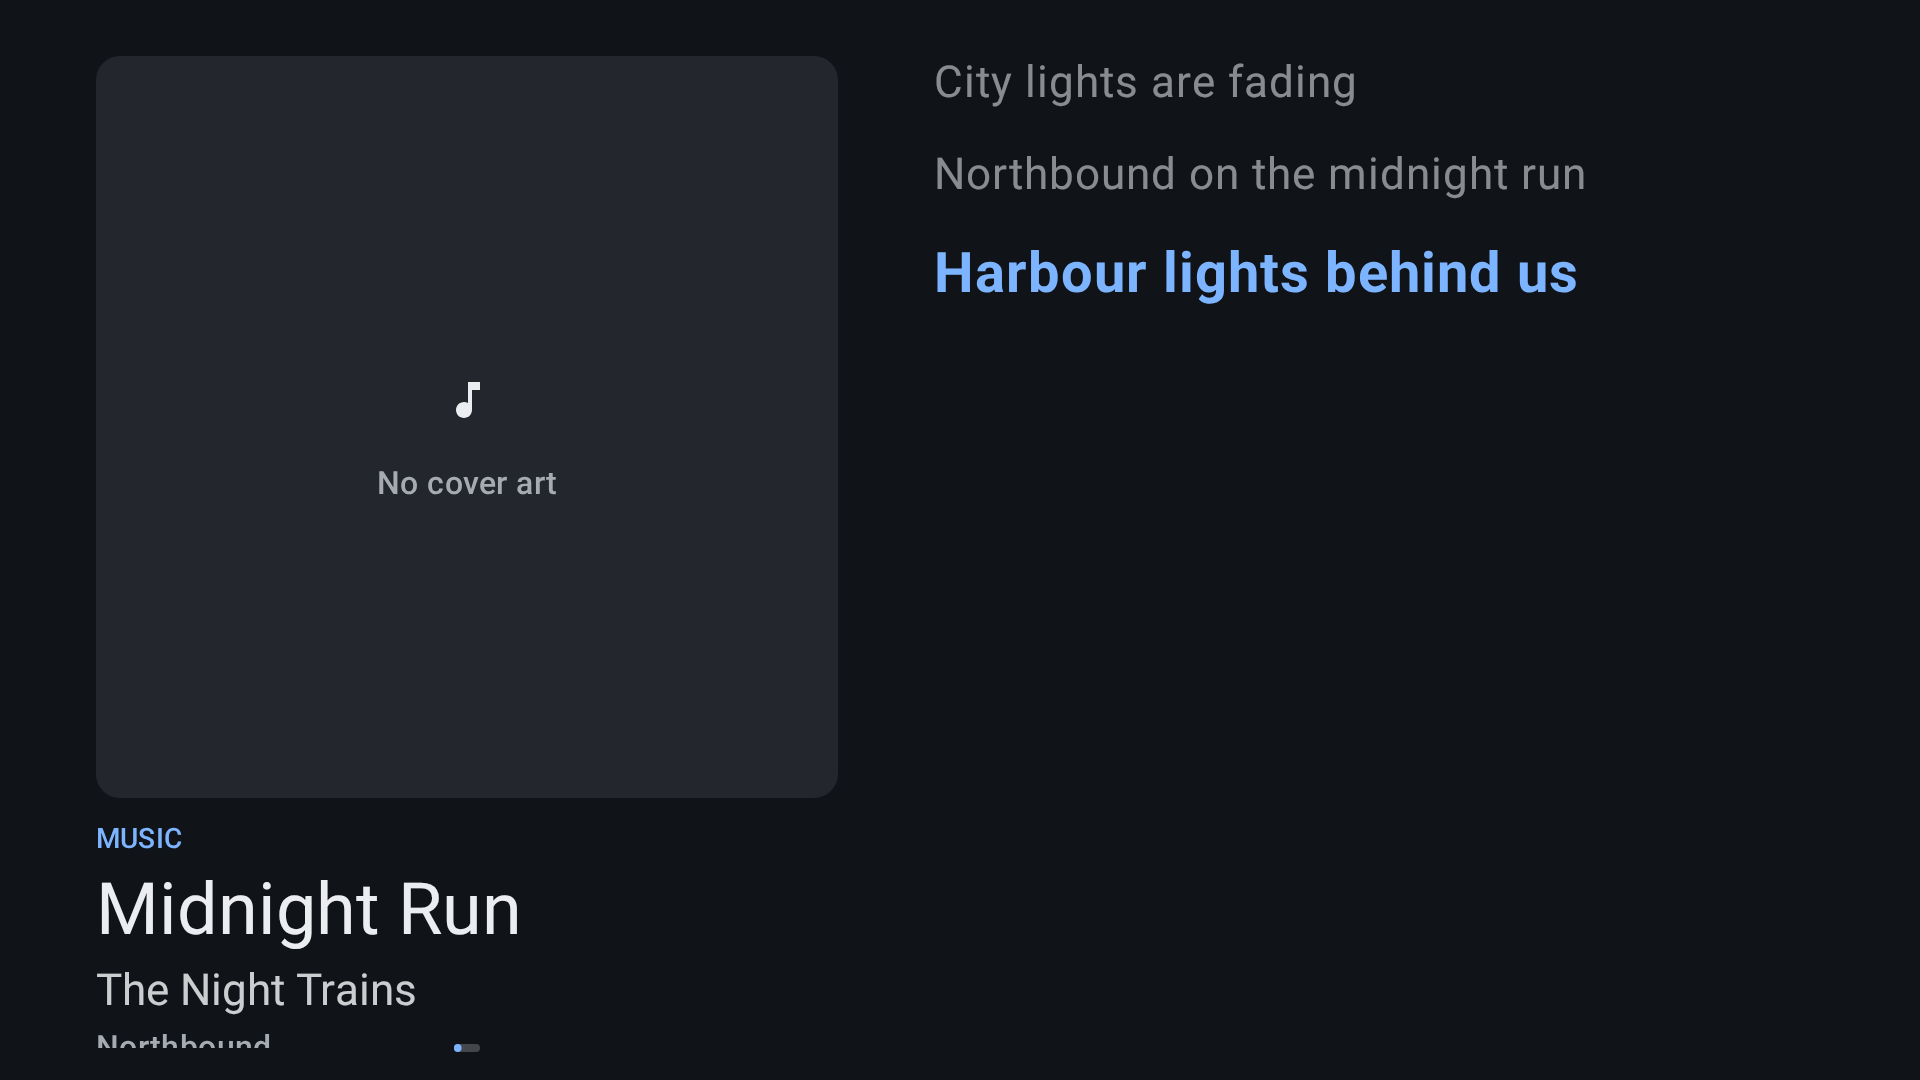 No cover art
MUSIC
Midnight Run
The Night Trains
Northbound
City lights are fading
Northbound on the midnight run
Harbour lights behind us